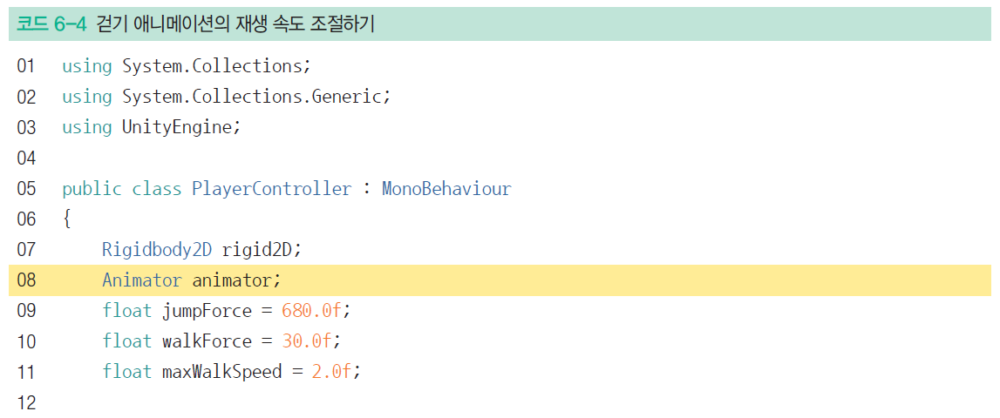 코드 6-4 걷기 애니메이션의 재생 속도 조절하기
01 using System.Collections;
02 using System.Collections.Generic;
03 using UnityEngine;
04
05 public class PlayerController : MonoBehaviour
06 {
07     Rigidbody2D rigid2D;
08     Animator animator;
09     float jumpForce = 680.0f;
10     float walkForce = 30.0f;
11     float maxWalkSpeed = 2.0f;
12